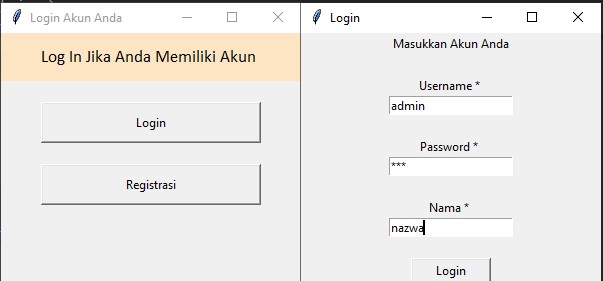 Login Akun Anda
Log In Jika Anda Memiliki Akun
Login
Registrasi
Login
Masukkan Akun Anda
Username *
admin
Password *
***
Nama *
nazwa
Login